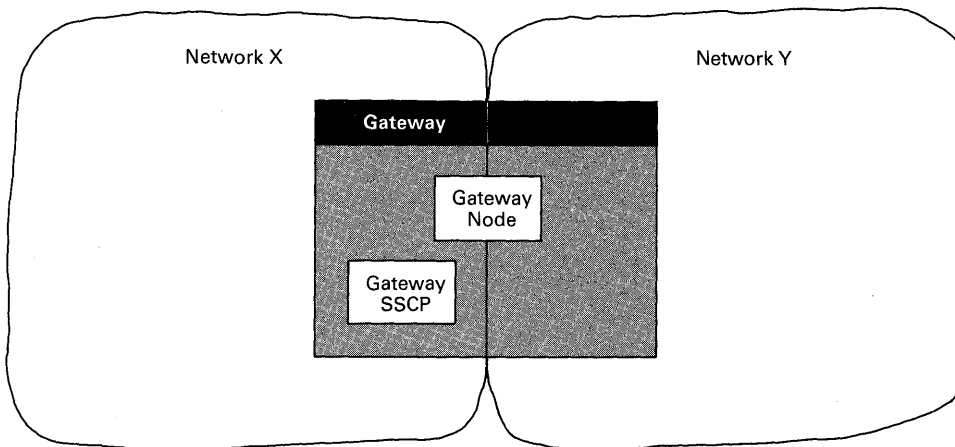 Network X
Network Y
Gateway
Gateway
Node
Gateway
SSCP